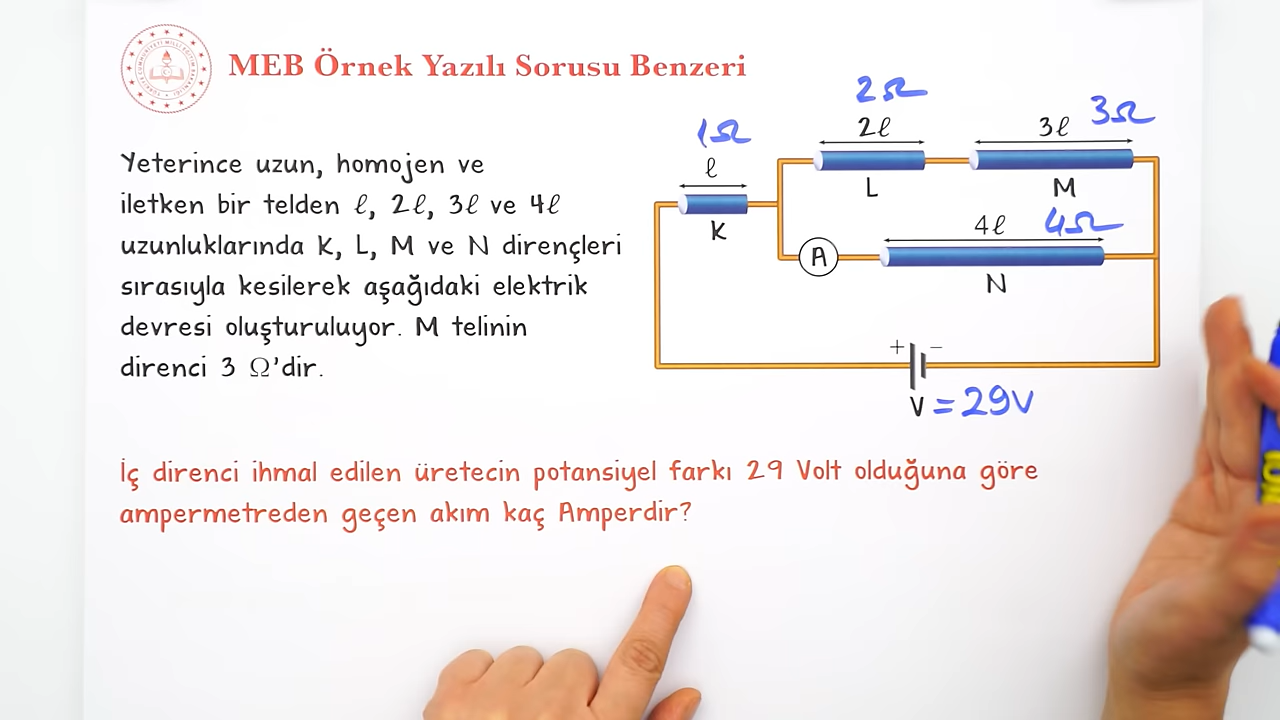 MEB Örnek Yazılı Sorusu Benzeri
Yeterince uzun, homojen ve
iletken bir telden ℓ, 2ℓ, 3ℓ ve 4ℓ
uzunluklarında K, L, M ve N dirençleri
sırasıyla kesilerek aşağıdaki elektrik
devresi oluşturuluyor. M telinin
direnci 3 Ω'dir.
1Ω
ℓ
K
2Ω
2ℓ
L
3Ω
3ℓ
M
A
4ℓ
4Ω
N
+ −
V = 29V
İç direnci ihmal edilen üretecin potansiyel farkı 29 Volt olduğuna göre
ampermetreden geçen akım kaç Amperdir?